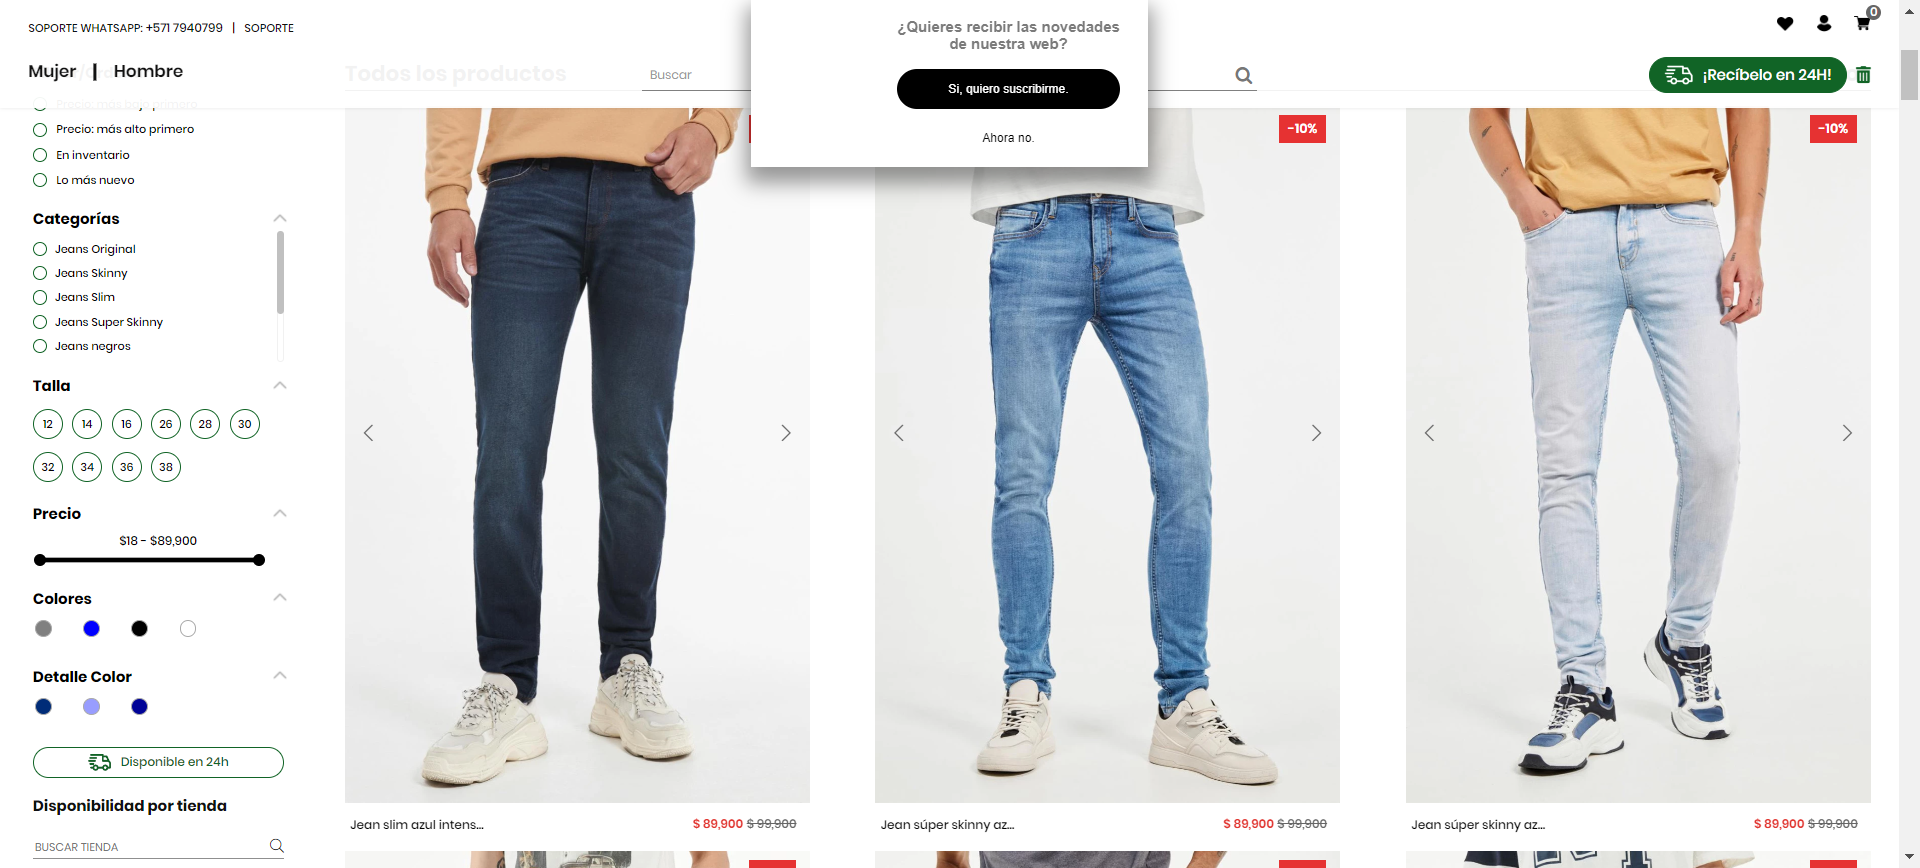 SOPORTE WHATSAPP: +571 7940799 | SOPORTE
0
¿Quieres recibir las novedades
de nuestra web?
Si, quiero suscribirme.
Ahora no.
Mujer | Hombre
Todos los productos
Buscar
¡Recíbelo en 24H!
Precio: más bajo primero
Precio: más alto primero
En inventario
Lo más nuevo
Categorías
Jeans Original
Jeans Skinny
Jeans Slim
Jeans Super Skinny
Jeans negros
Talla
12 14 16 26 28 30
32 34 36 38
Precio
$18 - $89,900
Colores
Detalle Color
Disponible en 24h
Disponibilidad por tienda
BUSCAR TIENDA
-10%
-10%
Jean slim azul intens...
$ 89,900 $ 99,900
Jean súper skinny az...
$ 89,900 $ 99,900
Jean súper skinny az...
$ 89,900 $ 99,900